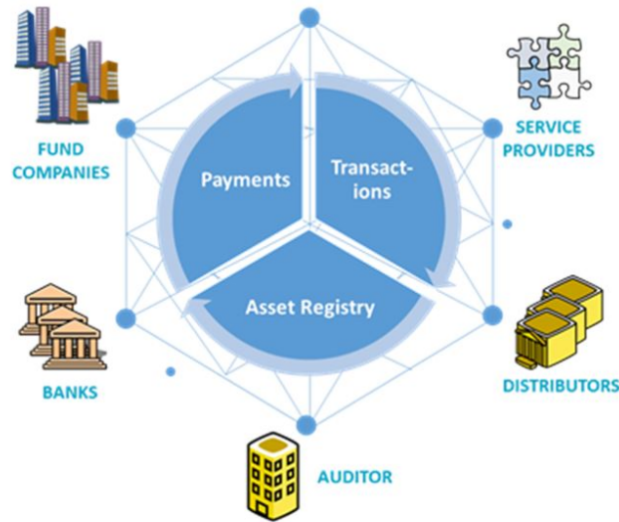 FUND
COMPANIES
SERVICE
PROVIDERS
Payments
Transact-
ions
Asset Registry
BANKS
DISTRIBUTORS
AUDITOR